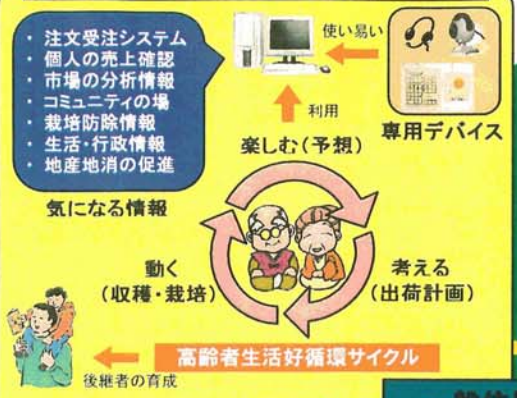 ・ 注文受注システム
・ 個人の売上確認
・ 市場の分析情報
・ コミュニティの場
・ 栽培防除情報
・ 生活・行政情報
・ 地産地消の促進
気になる情報
使い易い
専用デバイス
利用
楽しむ(予想)
動く
(収穫・栽培)
考える
(出荷計画)
高齢者生活好循環サイクル
後継者の育成